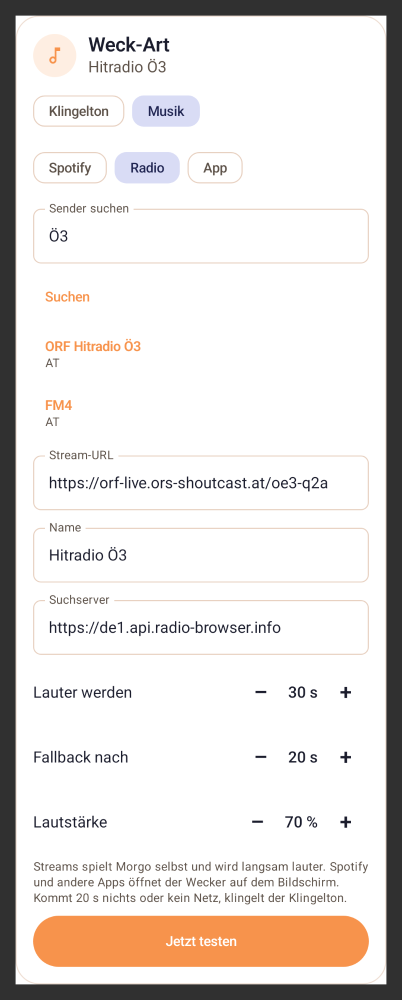 Weck-Art
Hitradio Ö3
Klingelton Musik
Spotify Radio App
Sender suchen
Ö3
Suchen
ORF Hitradio Ö3
AT
FM4
AT
Stream-URL
https://orf-live.ors-shoutcast.at/oe3-q2a
Name
Hitradio Ö3
Suchserver
https://de1.api.radio-browser.info
Lauter werden − 30 s +
Fallback nach − 20 s +
Lautstärke − 70 % +
Streams spielt Morgo selbst und wird langsam lauter. Spotify
und andere Apps öffnet der Wecker auf dem Bildschirm.
Kommt 20 s nichts oder kein Netz, klingelt der Klingelton.
Jetzt testen